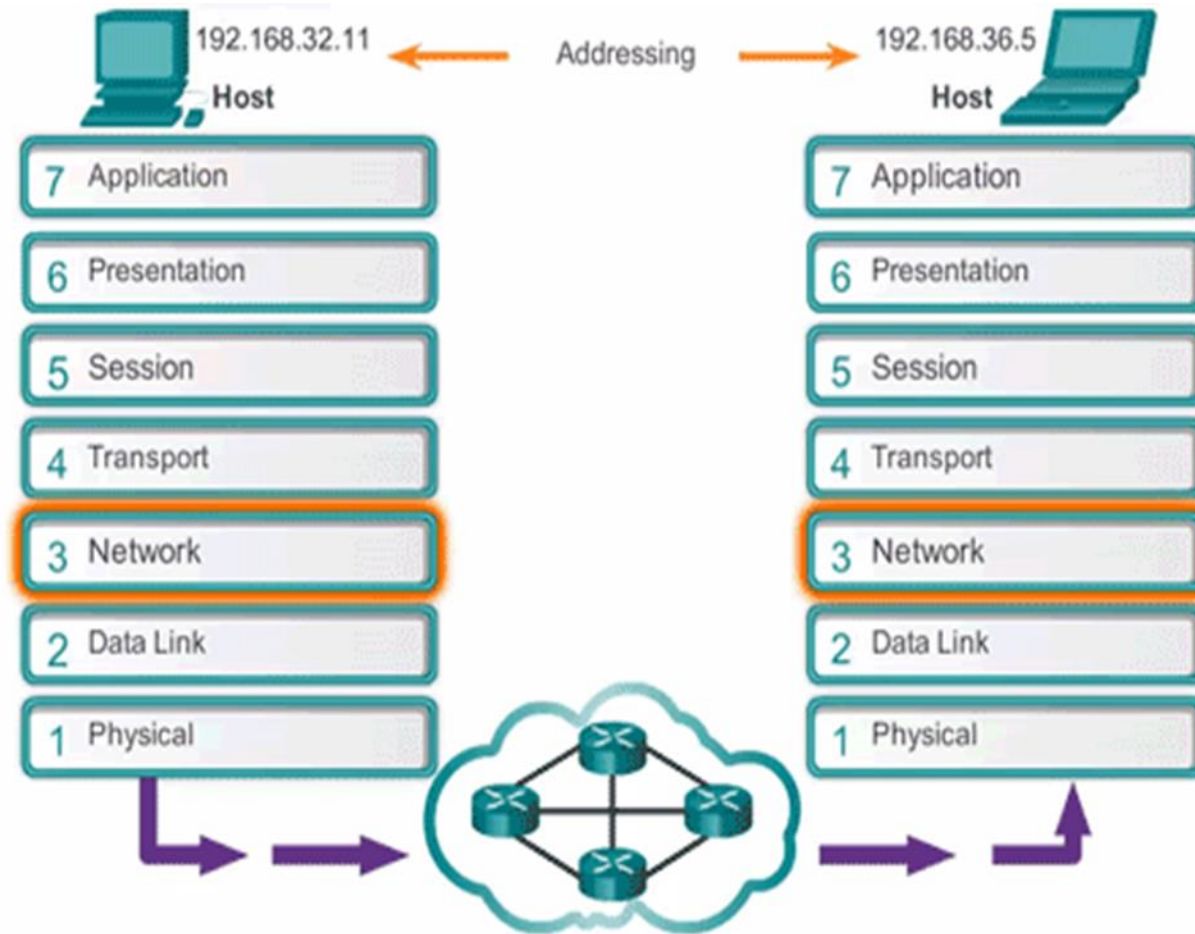 192.168.32.11
Host
Addressing
192.168.36.5
Host
7 Application
6 Presentation
5 Session
4 Transport
3 Network
2 Data Link
1 Physical
7 Application
6 Presentation
5 Session
4 Transport
3 Network
2 Data Link
1 Physical